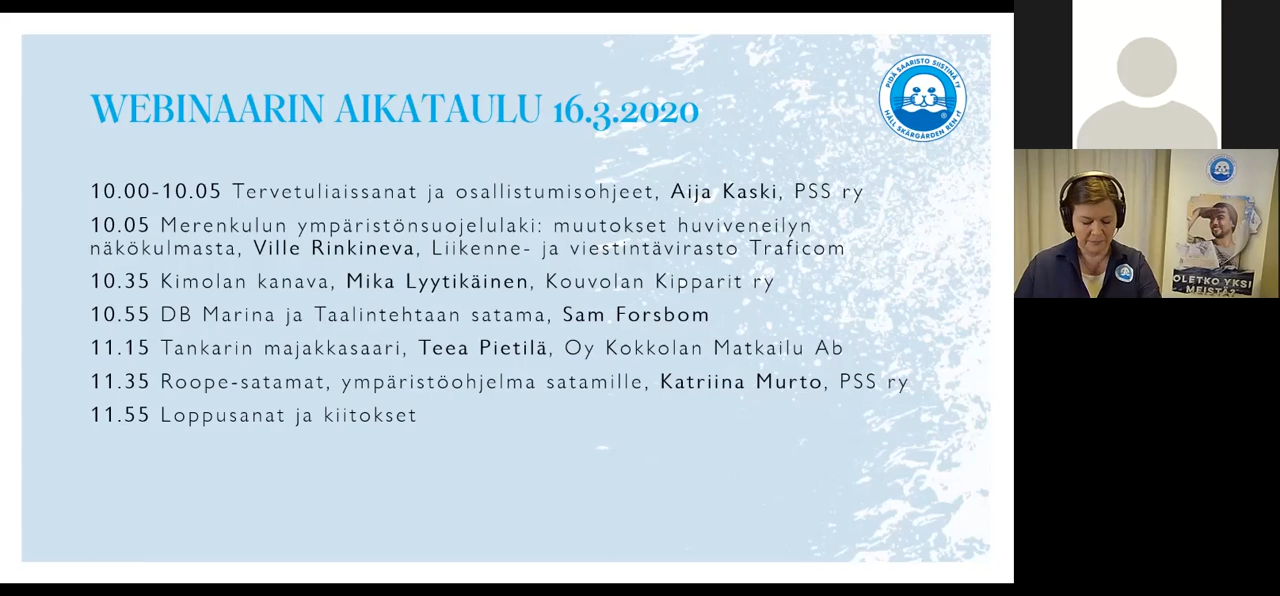 WEBINAARIN AIKATAULU 16.3.2020
PIDÄ SAARISTO SIISTINÄ RY
HÅLL SKÄRGÅRDEN REN RF
®
10.00-10.05 Tervetuliaissanat ja osallistumisohjeet, Aija Kaski, PSS ry
10.05 Merenkulun ympäristönsuojelulaki: muutokset huviveneilyn
näkökulmasta, Ville Rinkineva, Liikenne- ja viestintävirasto Traficom
10.35 Kimolan kanava, Mika Lyytikäinen, Kouvolan Kipparit ry
10.55 DB Marina ja Taalintehtaan satama, Sam Forsbom
11.15 Tankarin majakkasaari, Teea Pietilä, Oy Kokkolan Matkailu Ab
11.35 Roope-satamat, ympäristöohjelma satamille, Katriina Murto, PSS ry
11.55 Loppusanat ja kiitokset
OLETKO YKSI
MEISTÄ?